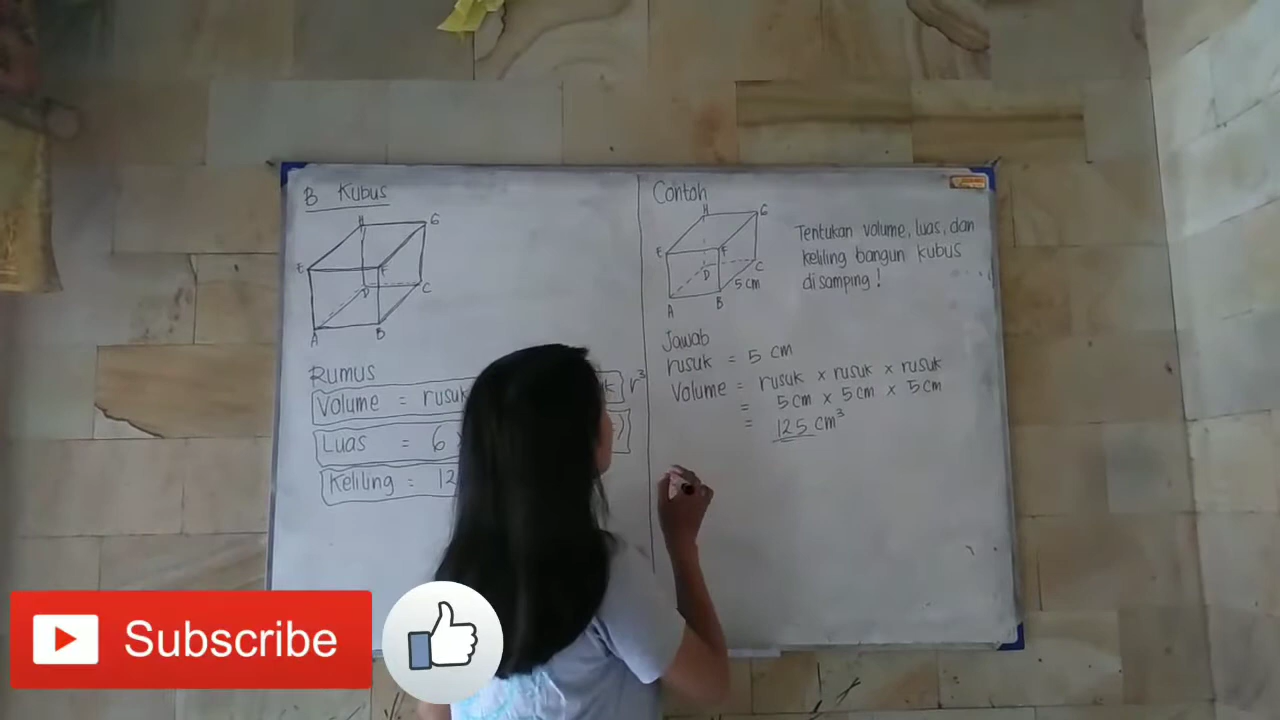 B Kubus
H
G
E
F
D
C
A
B
Rumus
Volume = rusuk r³
Luas = 6
Keliling = 12
Contoh
H
G
E
F
D
C
5 cm
A
B
Tentukan volume, luas, dan
keliling bangun kubus
disamping!
Jawab
rusuk = 5 cm
Volume = rusuk x rusuk x rusuk
= 5 cm x 5 cm x 5 cm
= 125 cm³
Subscribe